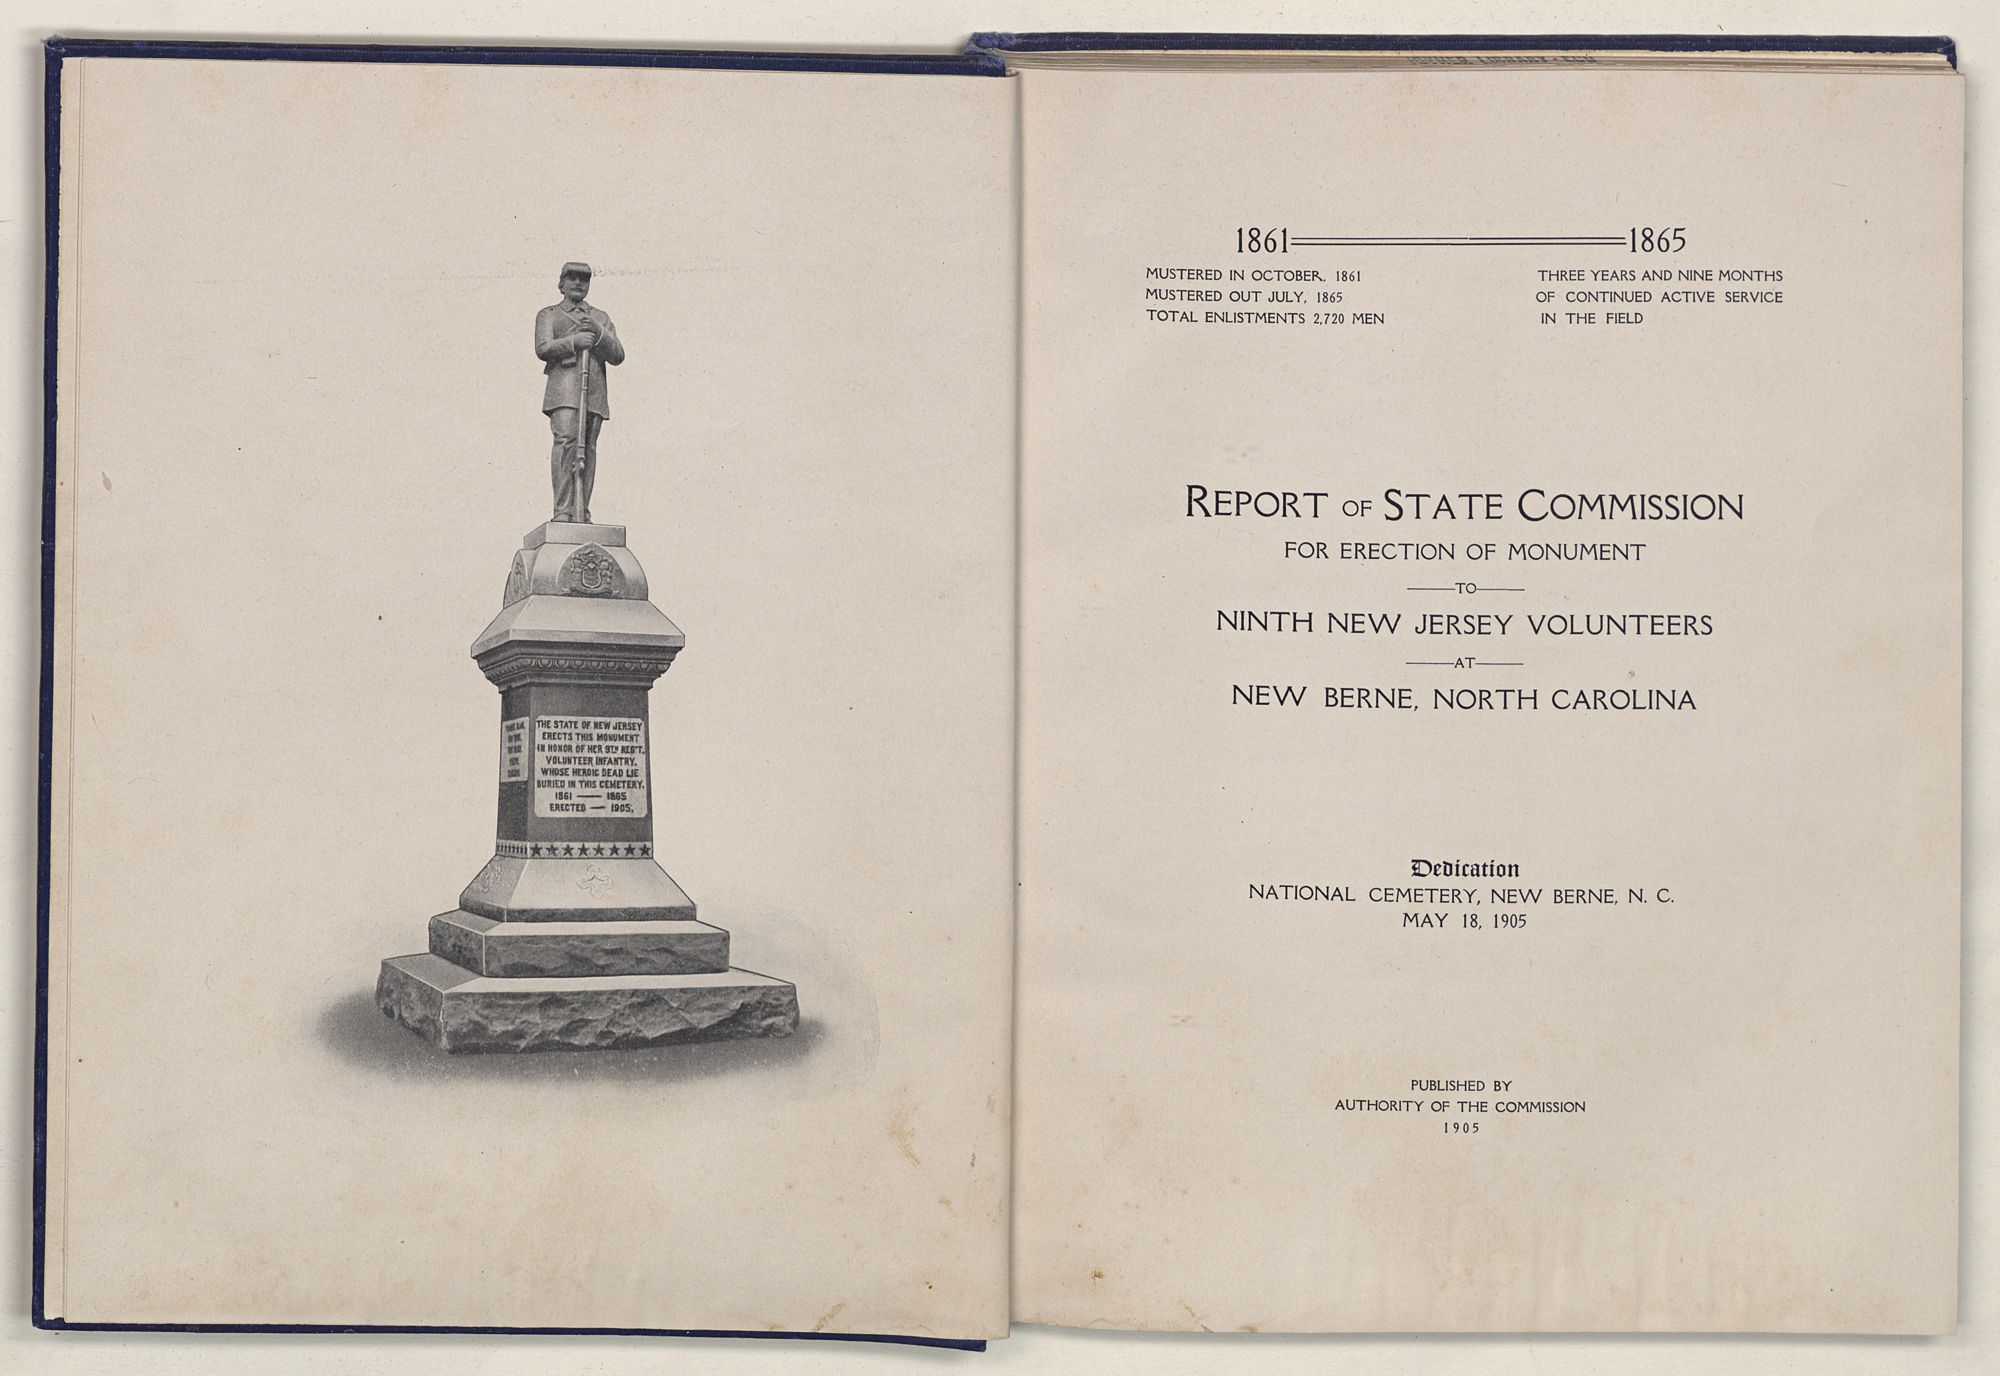 THE STATE OF NEW JERSEY
ERECTS THIS MONUMENT
IN HONOR OF HER 9TH REG'T.
VOLUNTEER INFANTRY.
WHOSE HEROIC DEAD LIE
BURIED IN THIS CEMETERY.
1861 — 1865
ERECTED — 1905.
1861 1865
MUSTERED IN OCTOBER, 1861
MUSTERED OUT JULY, 1865
TOTAL ENLISTMENTS 2,720 MEN
THREE YEARS AND NINE MONTHS
OF CONTINUED ACTIVE SERVICE
IN THE FIELD
REPORT OF STATE COMMISSION
FOR ERECTION OF MONUMENT
TO
NINTH NEW JERSEY VOLUNTEERS
AT
NEW BERNE, NORTH CAROLINA
Dedication
NATIONAL CEMETERY, NEW BERNE, N. C.
MAY 18, 1905
PUBLISHED BY
AUTHORITY OF THE COMMISSION
1905